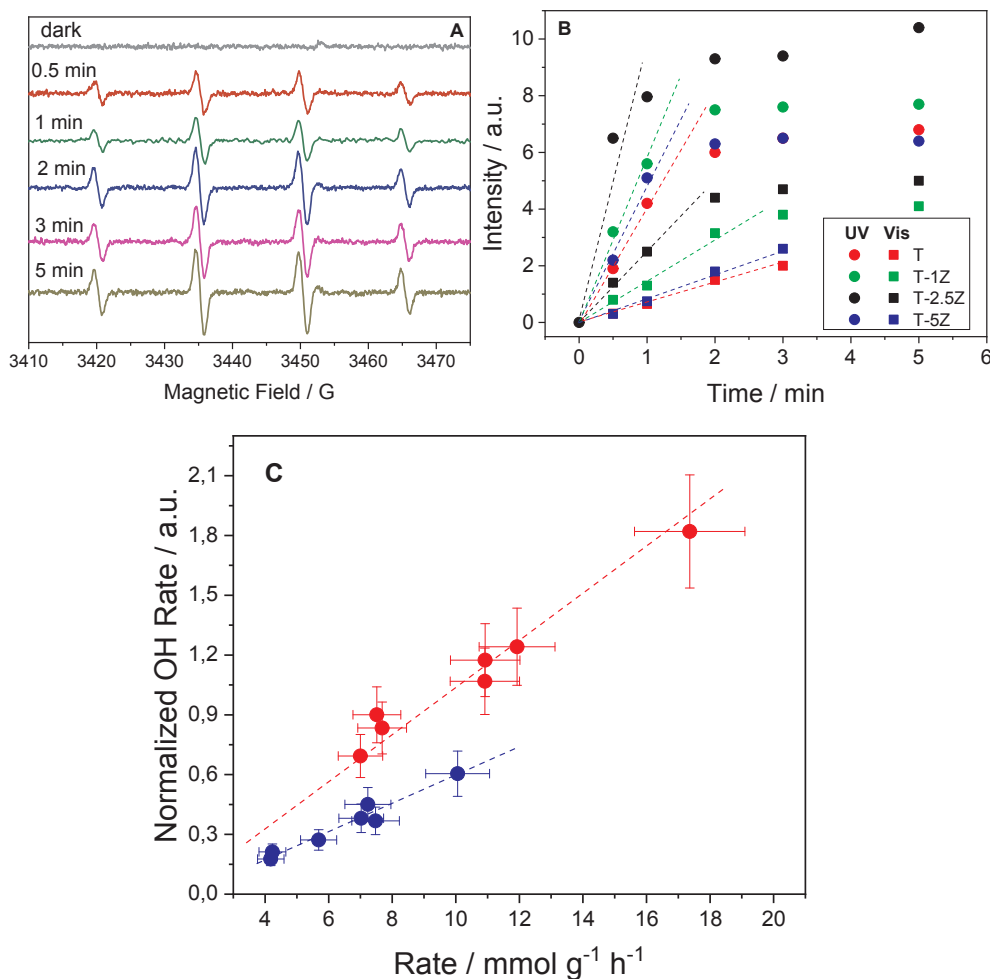 A
dark
0.5 min
1 min
2 min
3 min
5 min
3410 3420 3430 3440 3450 3460 3470
Magnetic Field / G
B
10
8
6
4
2
0
Intensity / a.u.
0 1 2 3 4 5 6
Time / min
UV Vis
T
T-1Z
T-2.5Z
T-5Z
C
2,1
1,8
1,5
1,2
0,9
0,6
0,3
0,0
Normalized OH Rate / a.u.
4 6 8 10 12 14 16 18 20
Rate / mmol g⁻¹ h⁻¹